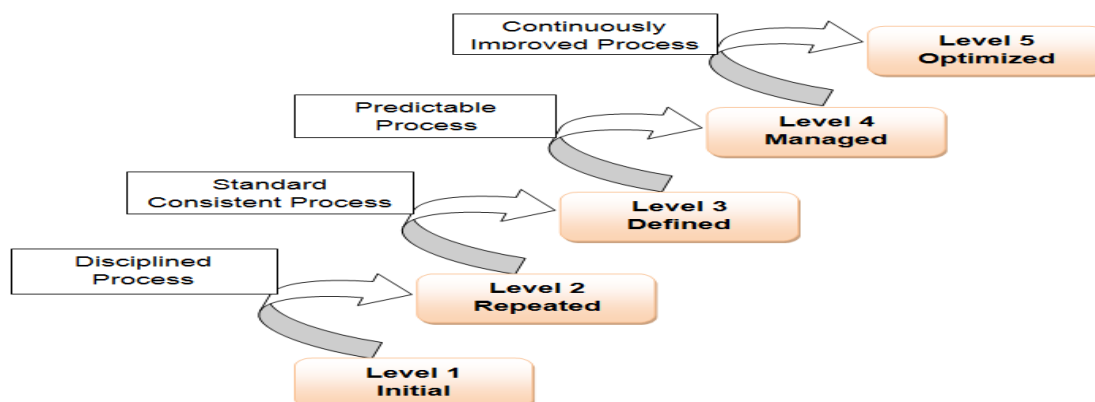 Continuously
Improved Process
Level 5
Optimized
Predictable
Process
Level 4
Managed
Standard
Consistent Process
Level 3
Defined
Disciplined
Process
Level 2
Repeated
Level 1
Initial